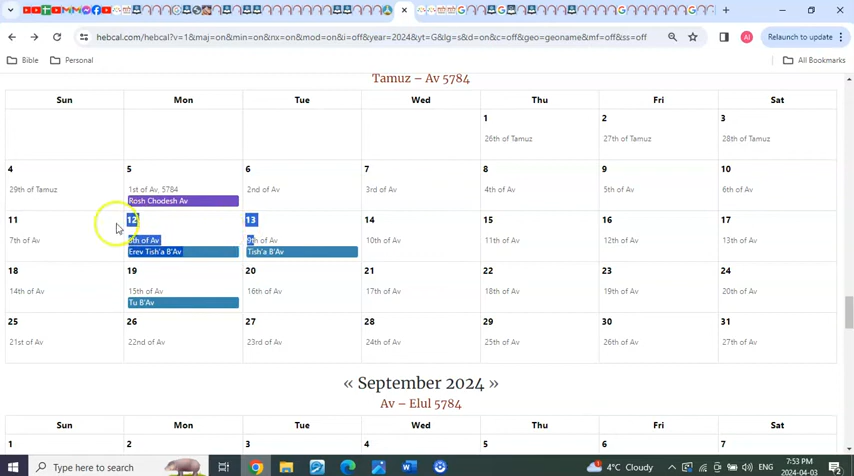 hebcal.com/hebcal?v=1&maj=on&min=on&nx=on&mod=on&i=off&year=2024&yt=G&lg=s&d=on&c=off&geo=geoname&mf=off&ss=off
AI
Relaunch to update
Bible
Personal
All Bookmarks
Tamuz – Av 5784
Sun Mon Tue Wed Thu Fri Sat
1 2 3
26th of Tamuz 27th of Tamuz 28th of Tamuz
4 5 6 7 8 9 10
29th of Tamuz 1st of Av, 5784 2nd of Av 3rd of Av 4th of Av 5th of Av 6th of Av
Rosh Chodesh Av
11 12 13 14 15 16 17
7th of Av 8th of Av 9th of Av 10th of Av 11th of Av 12th of Av 13th of Av
Erev Tish'a B'Av Tish'a B'Av
18 19 20 21 22 23 24
14th of Av 15th of Av 16th of Av 17th of Av 18th of Av 19th of Av 20th of Av
Tu B'Av
25 26 27 28 29 30 31
21st of Av 22nd of Av 23rd of Av 24th of Av 25th of Av 26th of Av 27th of Av
« September 2024 »
Av – Elul 5784
Sun Mon Tue Wed Thu Fri Sat
1 2 3 4 5 6 7
Type here to search
4°C Cloudy
ENG
7:53 PM
2024-04-03